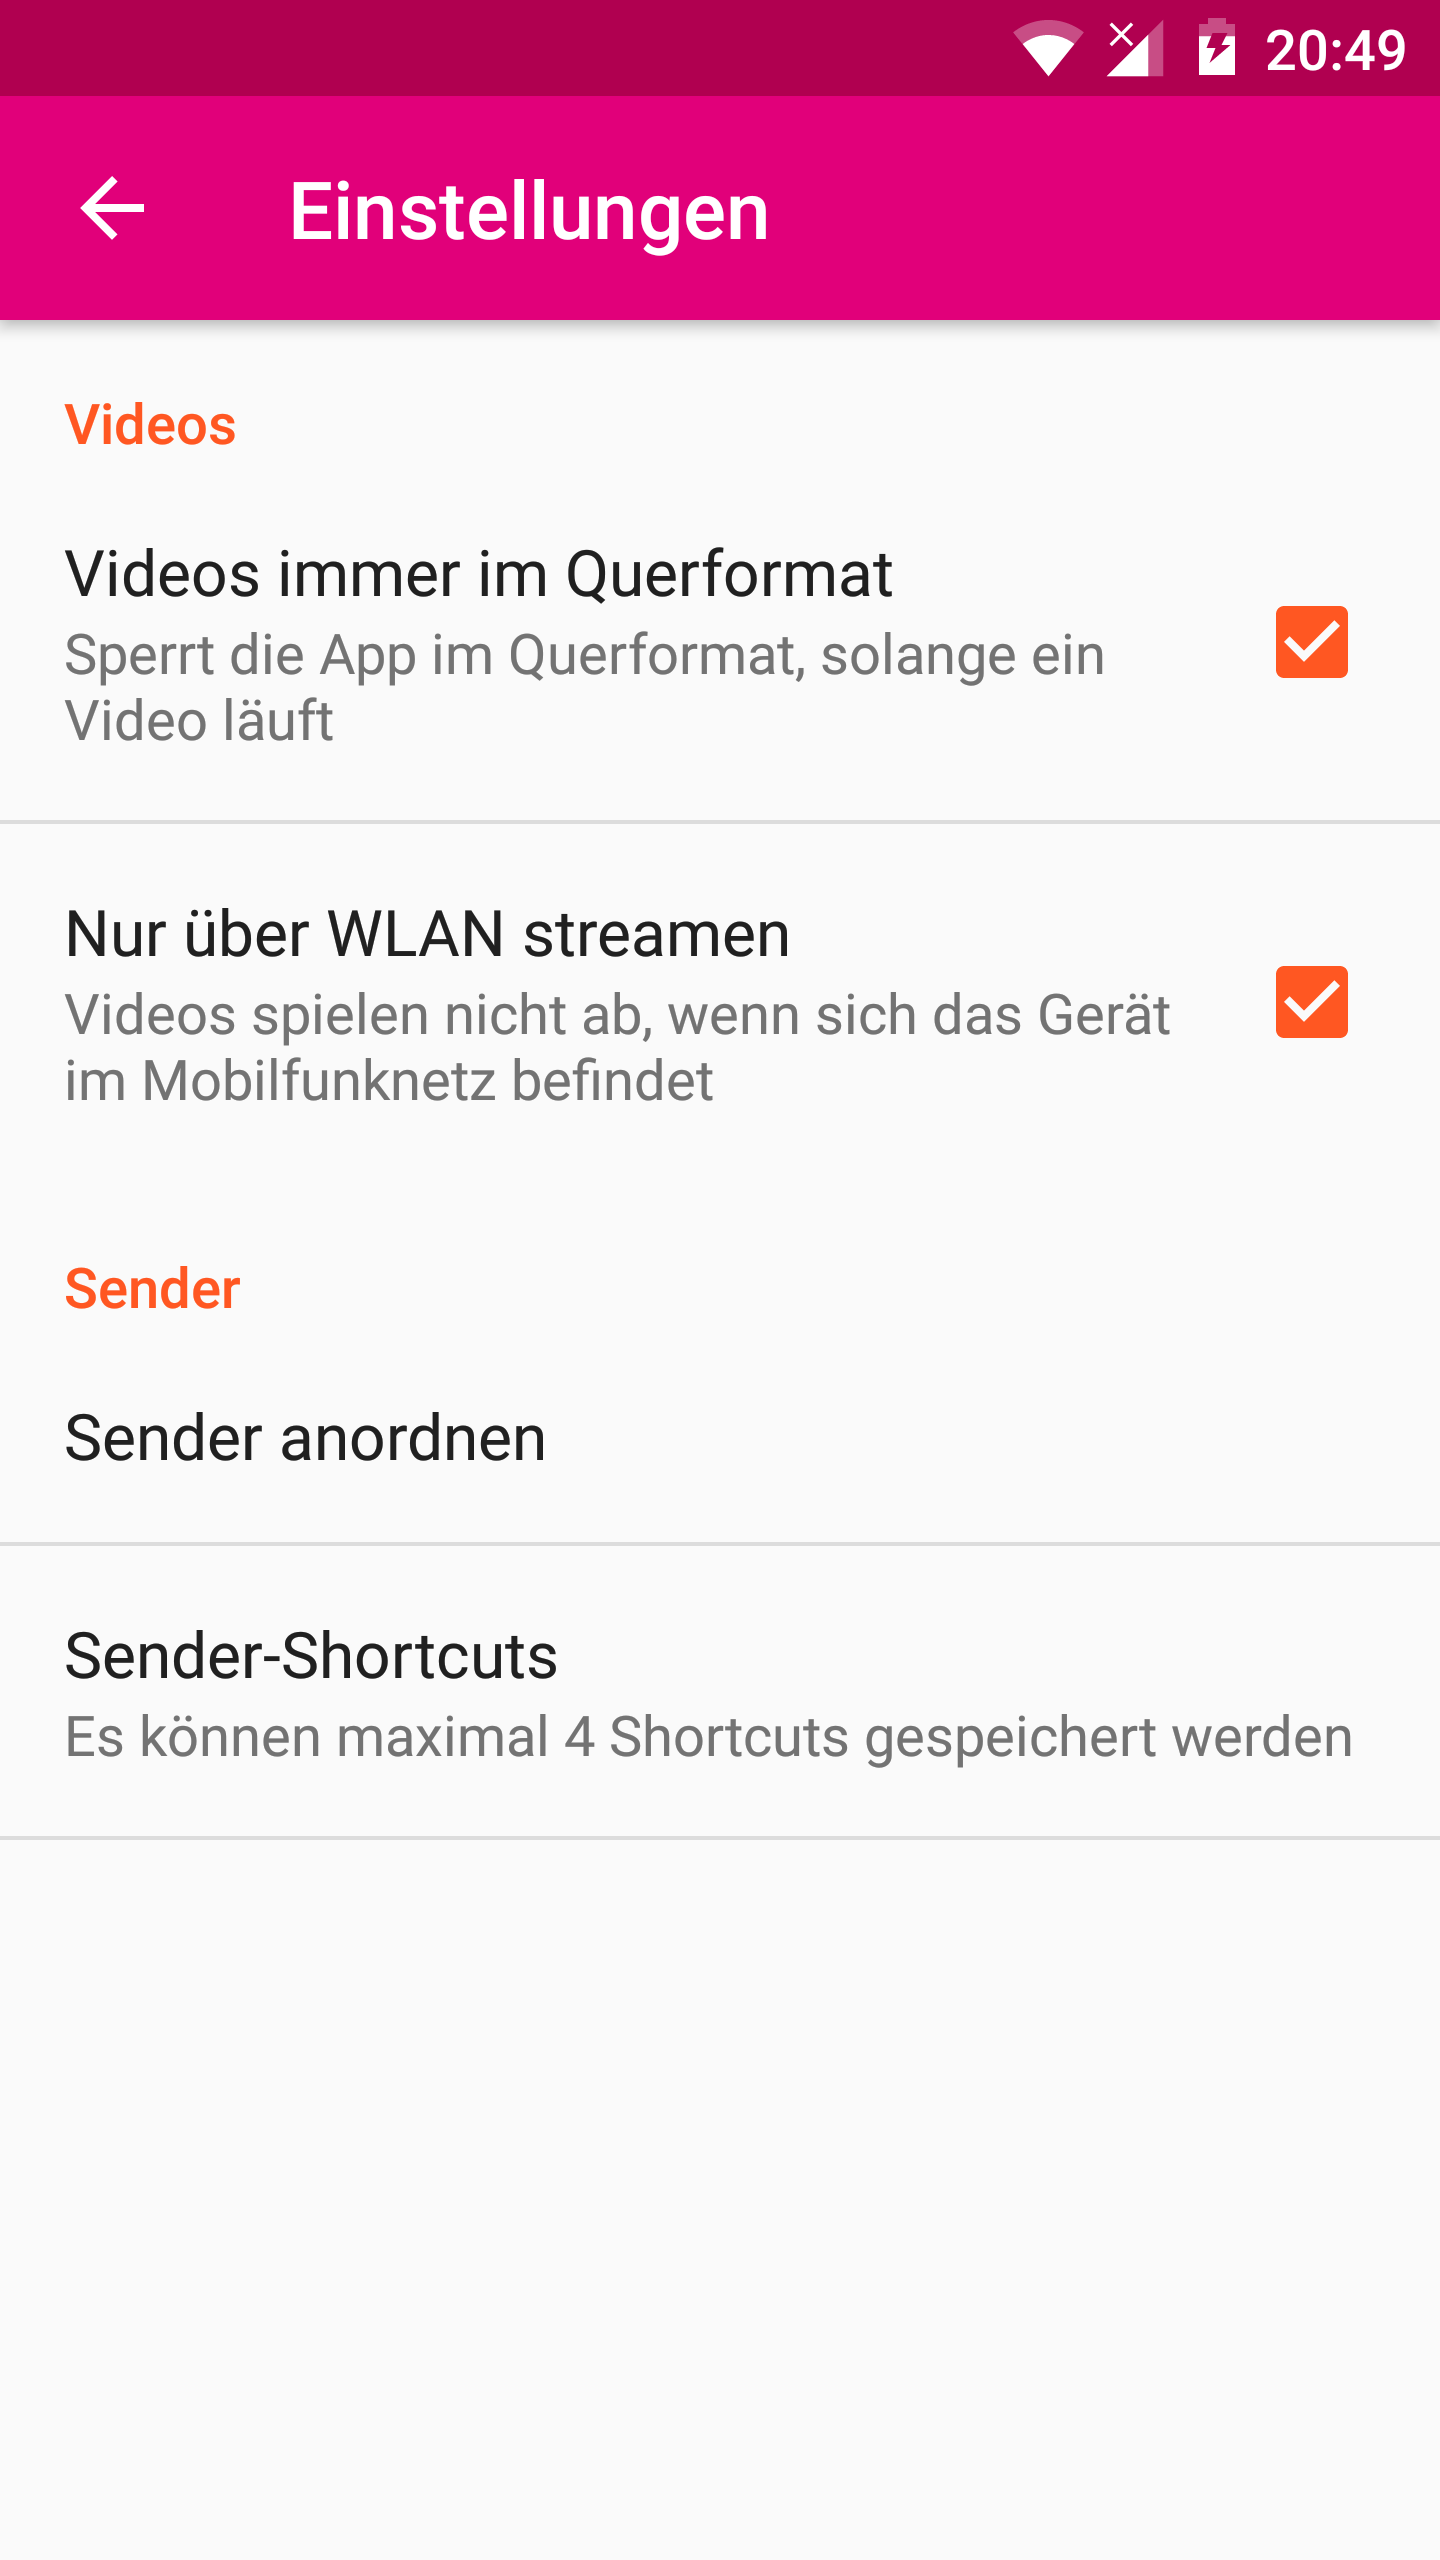 20:49
Einstellungen
Videos
Videos immer im Querformat
Sperrt die App im Querformat, solange ein
Video läuft
Nur über WLAN streamen
Videos spielen nicht ab, wenn sich das Gerät
im Mobilfunknetz befindet
Sender
Sender anordnen
Sender-Shortcuts
Es können maximal 4 Shortcuts gespeichert werden